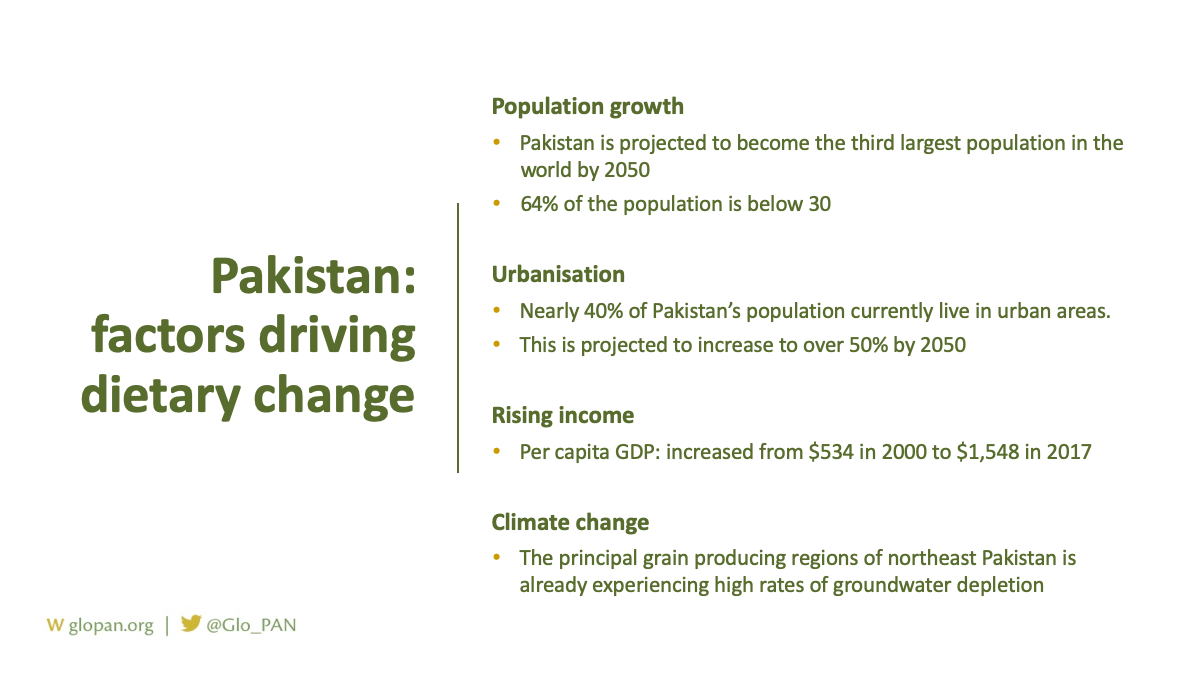 Pakistan:
factors driving
dietary change
Population growth
• Pakistan is projected to become the third largest population in the
world by 2050
• 64% of the population is below 30
Urbanisation
• Nearly 40% of Pakistan’s population currently live in urban areas.
• This is projected to increase to over 50% by 2050
Rising income
• Per capita GDP: increased from $534 in 2000 to $1,548 in 2017
Climate change
• The principal grain producing regions of northeast Pakistan is
already experiencing high rates of groundwater depletion
W glopan.org | @Glo_PAN